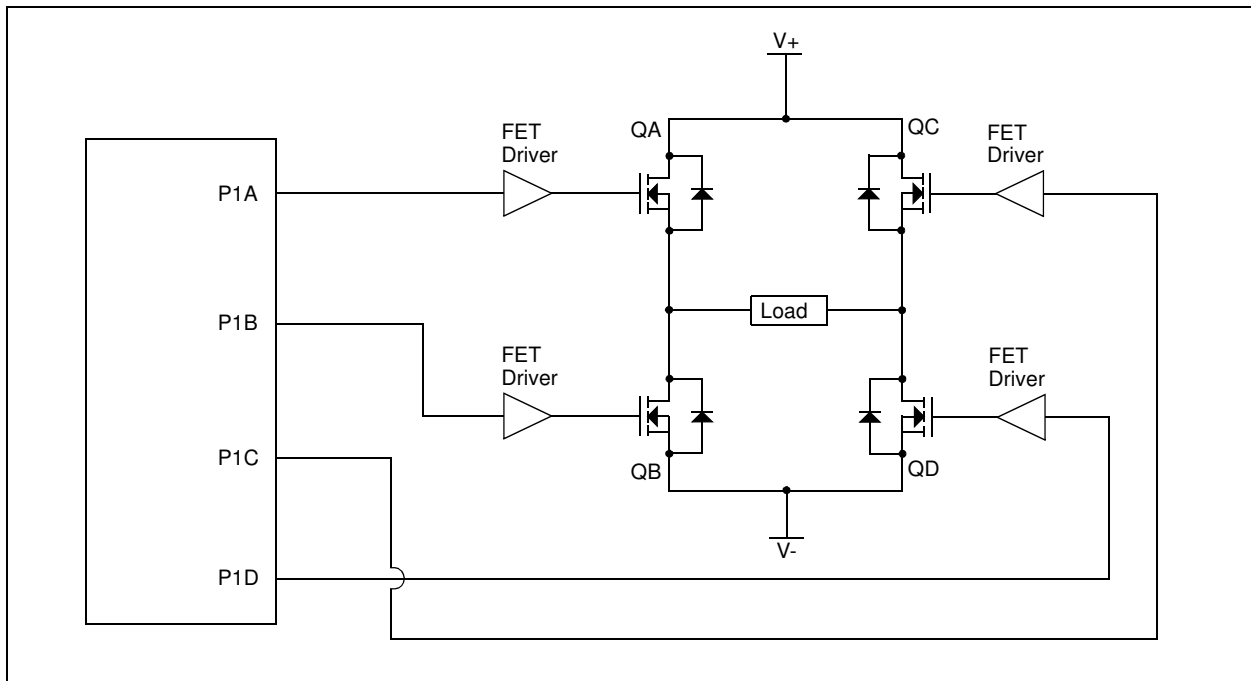 V+
QA
QC
FET
Driver
FET
Driver
P1A
Load
P1B
FET
Driver
FET
Driver
P1C
QB
QD
V-
P1D